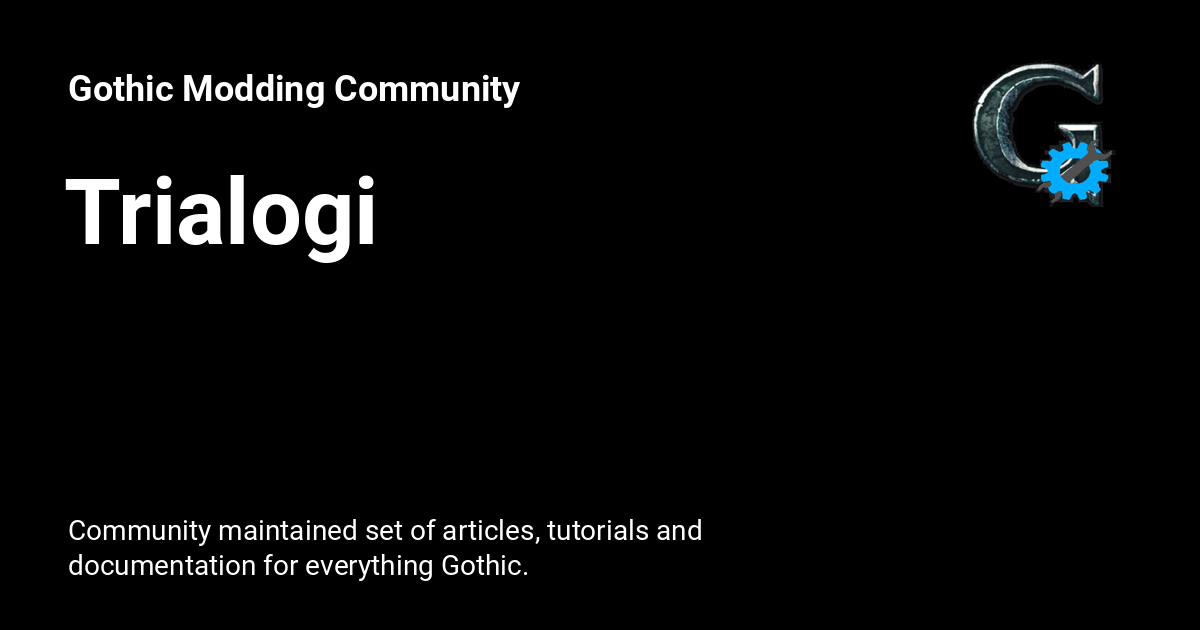 Gothic Modding Community
Trialogi
Community maintained set of articles, tutorials and
documentation for everything Gothic.